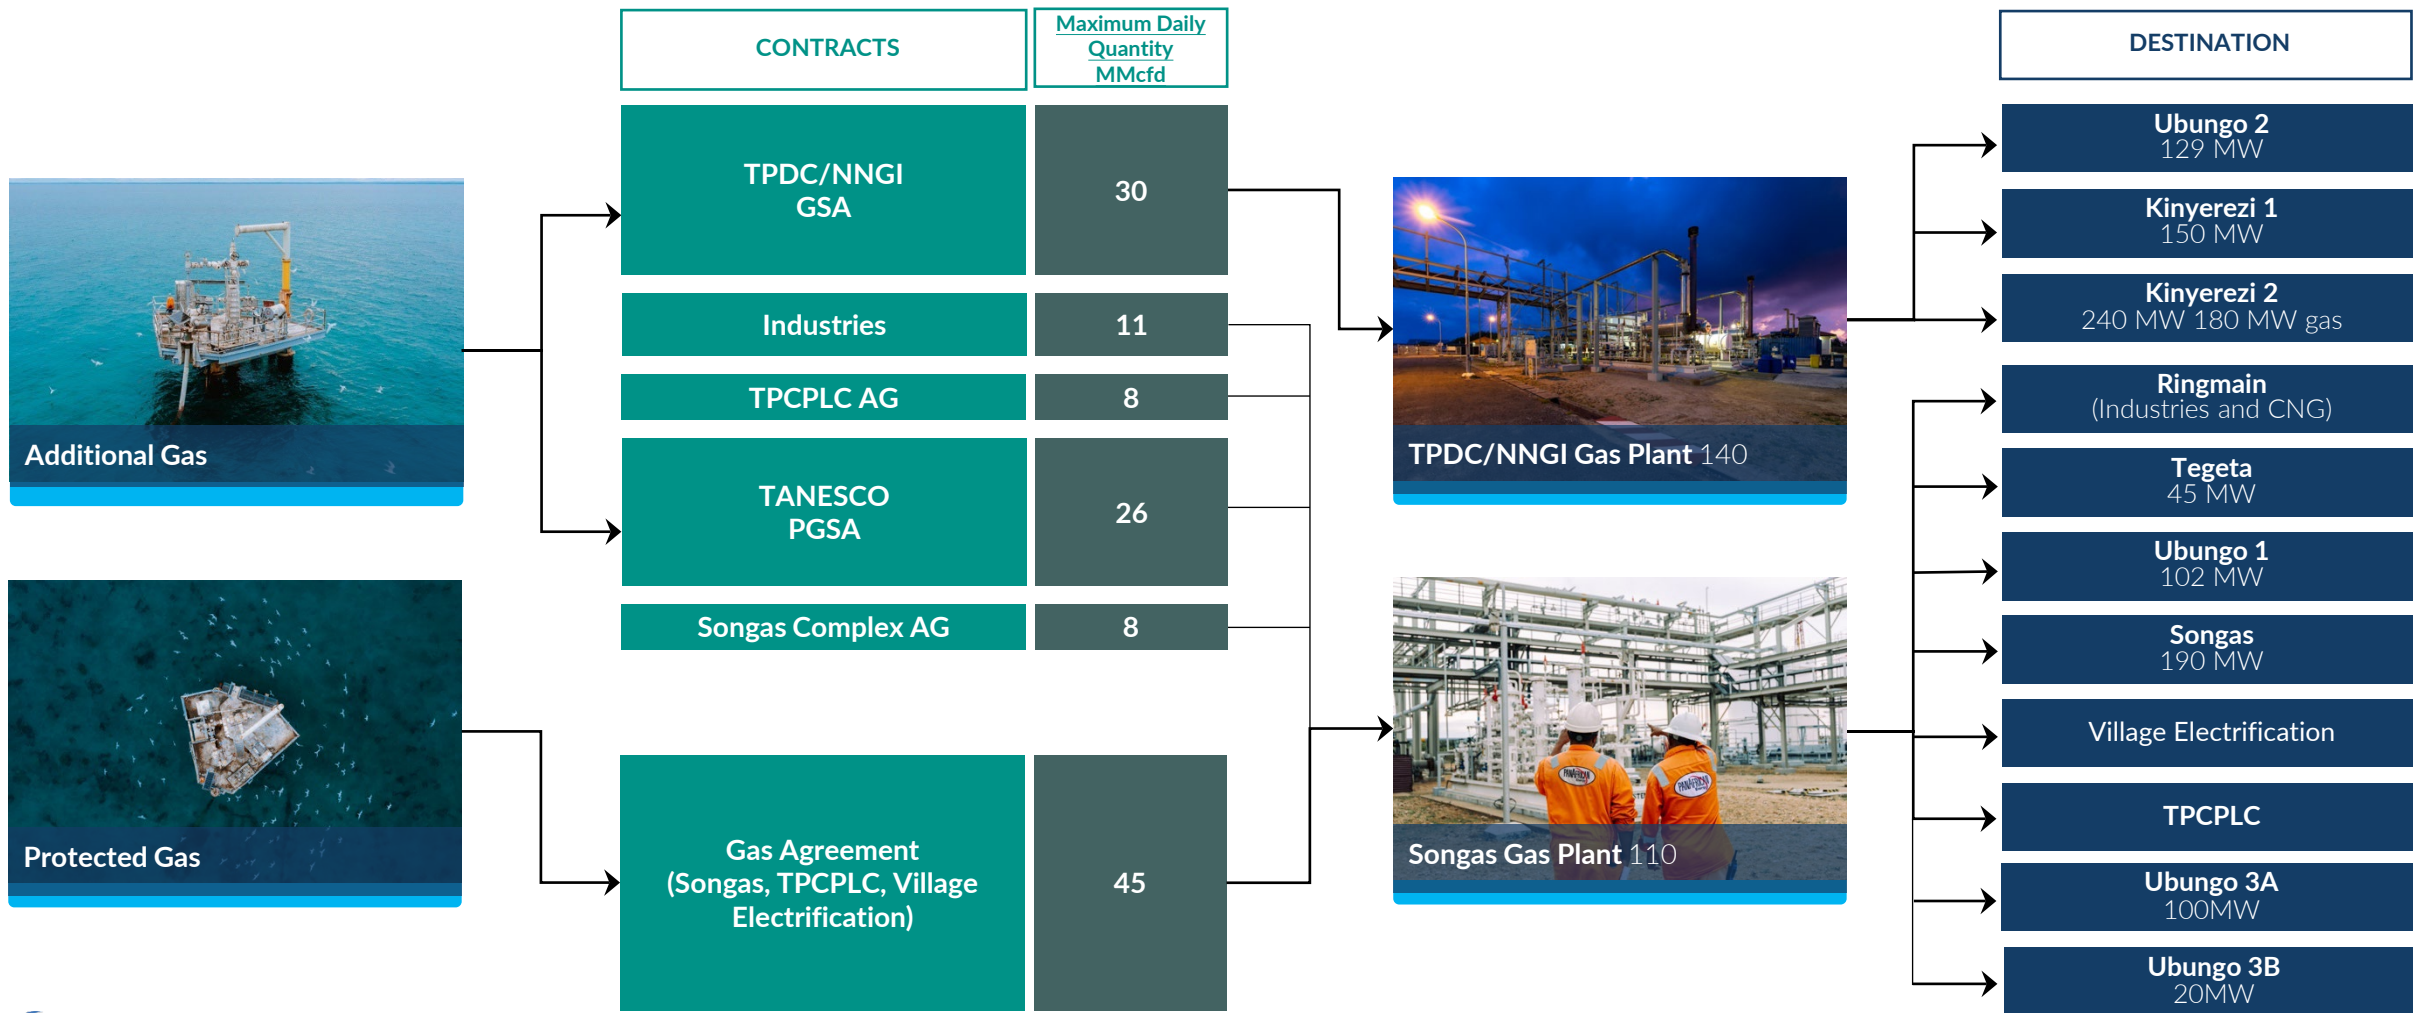 CONTRACTS
Maximum Daily
Quantity
MMcfd
DESTINATION
TPDC/NNGI
GSA
30
Industries
11
TPCPLC AG
8
TANESCO
PGSA
26
Songas Complex AG
8
Gas Agreement
(Songas, TPCPLC, Village
Electrification)
45
Additional Gas
Protected Gas
TPDC/NNGI Gas Plant 140
PANAFRICAN
PANAFRICAN
Songas Gas Plant 110
Ubungo 2
129 MW
Kinyerezi 1
150 MW
Kinyerezi 2
240 MW 180 MW gas
Ringmain
(Industries and CNG)
Tegeta
45 MW
Ubungo 1
102 MW
Songas
190 MW
Village Electrification
TPCPLC
Ubungo 3A
100MW
Ubungo 3B
20MW